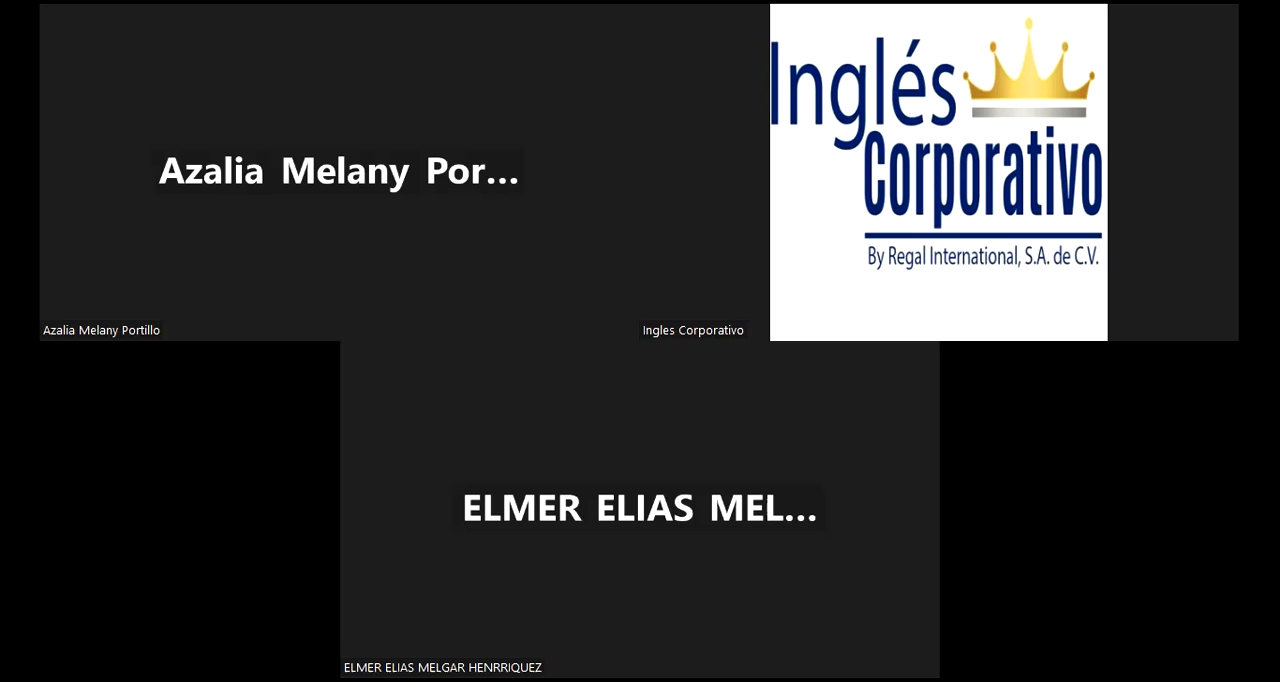 Azalia Melany Por...
Azalia Melany Portillo
Inglés
Corporativo
By Regal International, S.A. de C.V.
Ingles Corporativo
ELMER ELIAS MEL...
ELMER ELIAS MELGAR HENRRIQUEZ